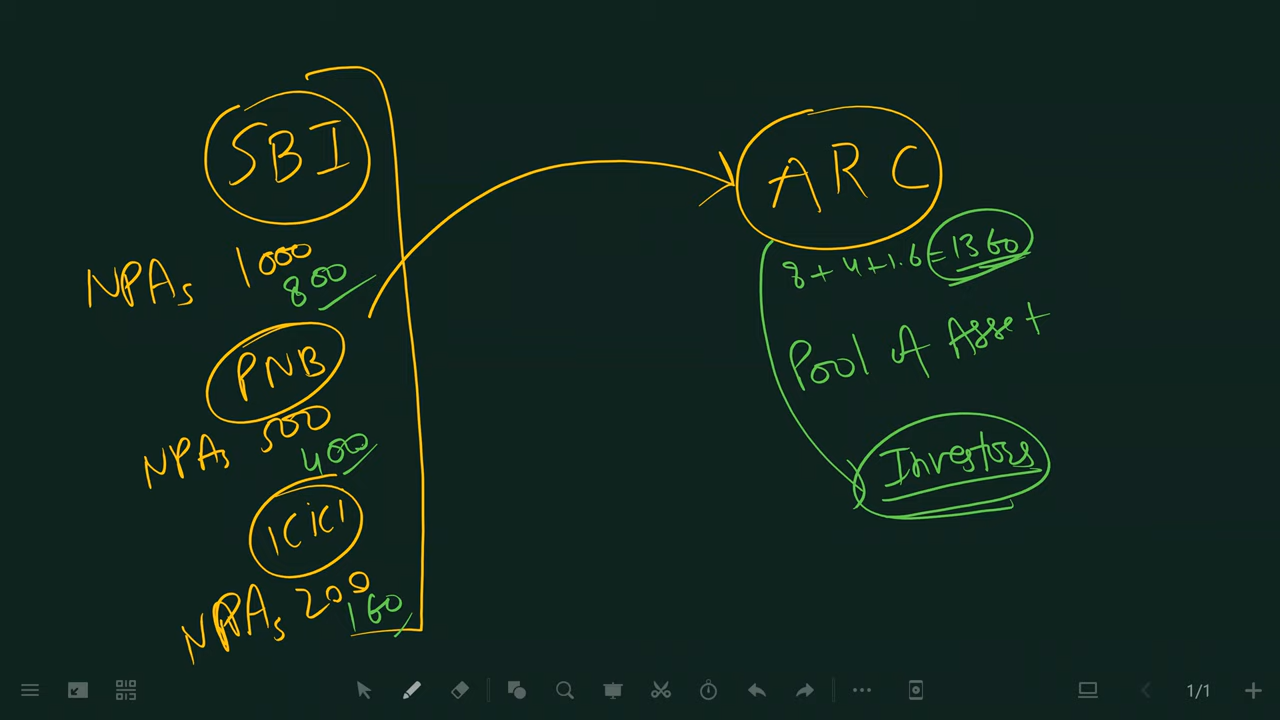 SBI
NPAs 1000
800
PNB
NPAs 500
400
ICICI
NPAs 200
160
ARC
8+4+1.6=1360
Pool of Asset
Investors
1/1